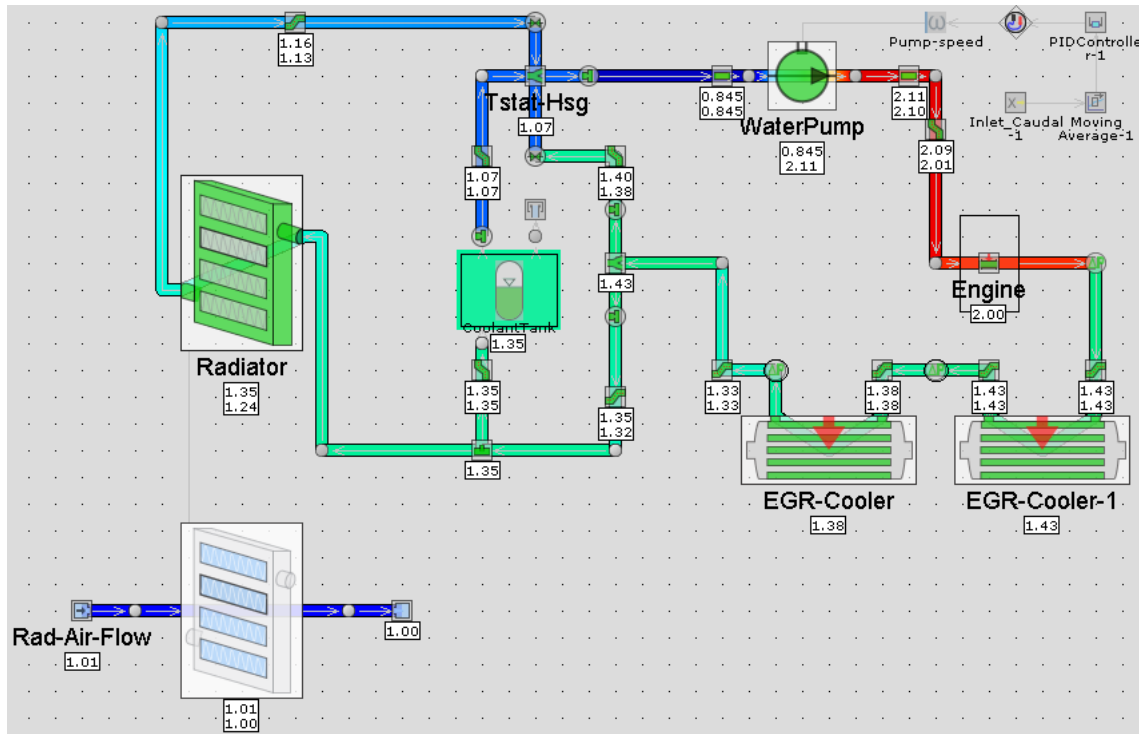 1.16
1.13
Pump-speed
PIDControlle
r-1
Tstat-Hsg
1.07
0.845
0.845
WaterPump
0.845
2.11
2.11
2.10
Inlet_Caudal
-1
Moving
Average-1
2.09
2.01
1.07
1.07
1.40
1.38
1.43
Engine
2.00
CoolantTank
1.35
Radiator
1.35
1.24
1.35
1.35
1.35
1.32
1.33
1.33
1.38
1.38
1.43
1.43
1.43
1.43
ΔP
ΔP
ΔP
1.35
EGR-Cooler
1.38
EGR-Cooler-1
1.43
Rad-Air-Flow
1.01
1.00
1.01
1.00